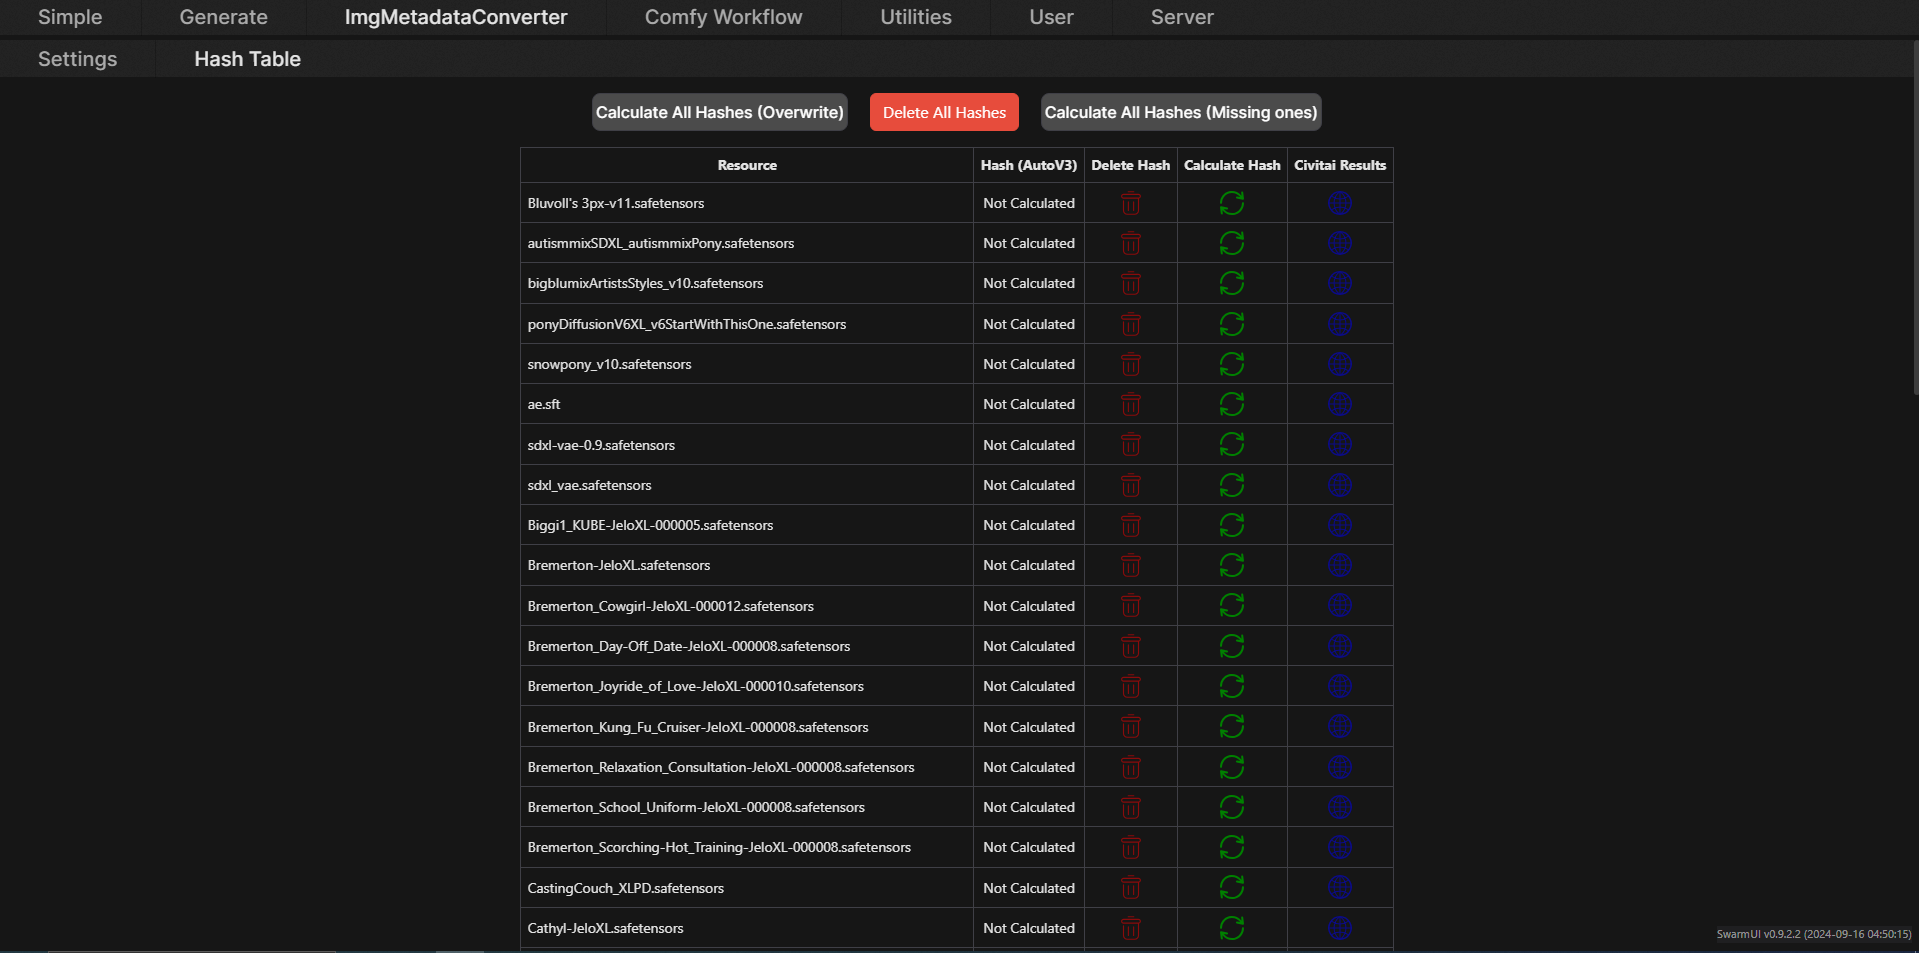 Simple Generate ImgMetadataConverter Comfy Workflow Utilities User Server
Settings Hash Table
Calculate All Hashes (Overwrite) Delete All Hashes Calculate All Hashes (Missing ones)
Resource Hash (AutoV3) Delete Hash Calculate Hash Civitai Results
Bluvoll's 3px-v11.safetensors Not Calculated
autismmixSDXL_autismmixPony.safetensors Not Calculated
bigblumixArtistsStyles_v10.safetensors Not Calculated
ponyDiffusionV6XL_v6StartWithThisOne.safetensors Not Calculated
snowpony_v10.safetensors Not Calculated
ae.sft Not Calculated
sdxl-vae-0.9.safetensors Not Calculated
sdxl_vae.safetensors Not Calculated
Biggi1_KUBE-JeloXL-000005.safetensors Not Calculated
Bremerton-JeloXL.safetensors Not Calculated
Bremerton_Cowgirl-JeloXL-000012.safetensors Not Calculated
Bremerton_Day-Off_Date-JeloXL-000008.safetensors Not Calculated
Bremerton_Joyride_of_Love-JeloXL-000010.safetensors Not Calculated
Bremerton_Kung_Fu_Cruiser-JeloXL-000008.safetensors Not Calculated
Bremerton_Relaxation_Consultation-JeloXL-000008.safetensors Not Calculated
Bremerton_School_Uniform-JeloXL-000008.safetensors Not Calculated
Bremerton_Scorching-Hot_Training-JeloXL-000008.safetensors Not Calculated
CastingCouch_XLPD.safetensors Not Calculated
Cathyl-JeloXL.safetensors Not Calculated
SwarmUI v0.9.2.2 (2024-09-16 04:50:15)